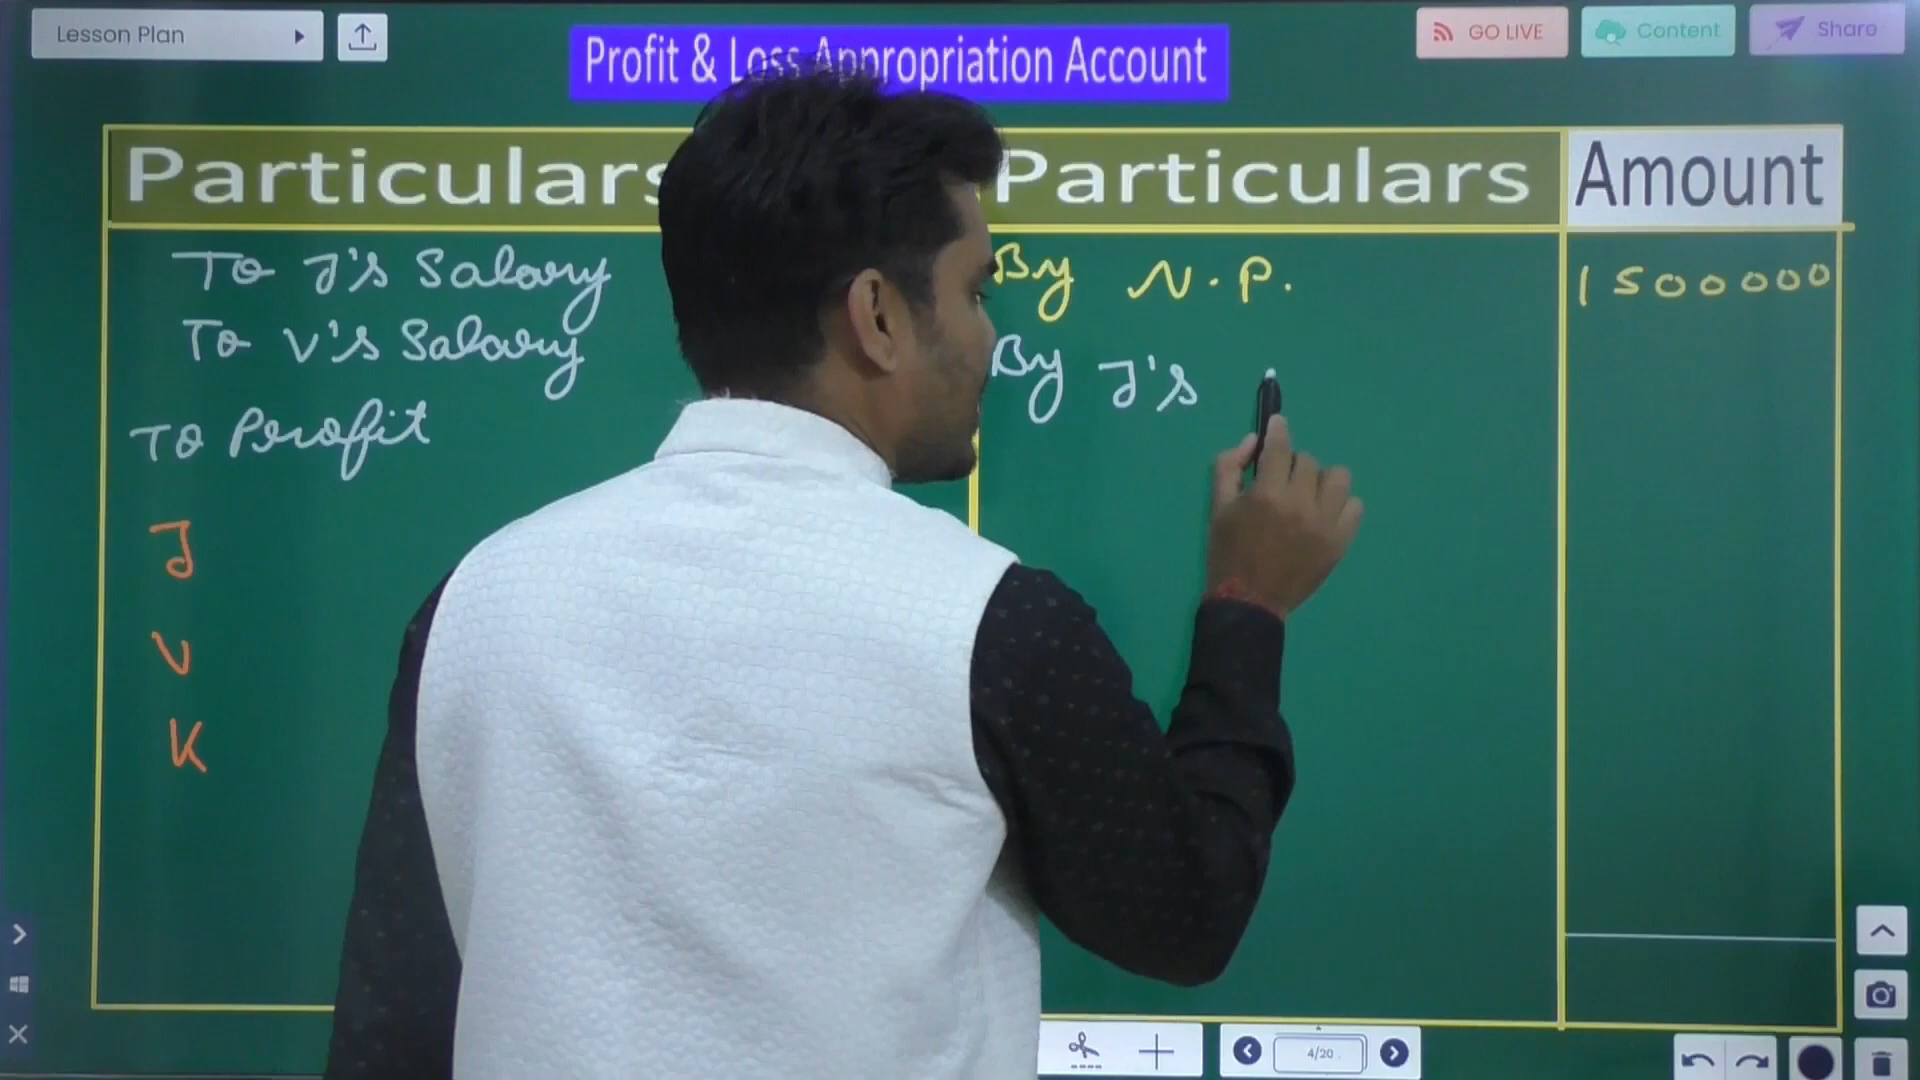 Lesson Plan
GO LIVE
Content
Share
Profit & Loss Appropriation Account
Particulars
Particulars
Amount
To J's Salary
By N.P.
1500000
To V's Salary
By J's
To Profit
J
V
K
4/20